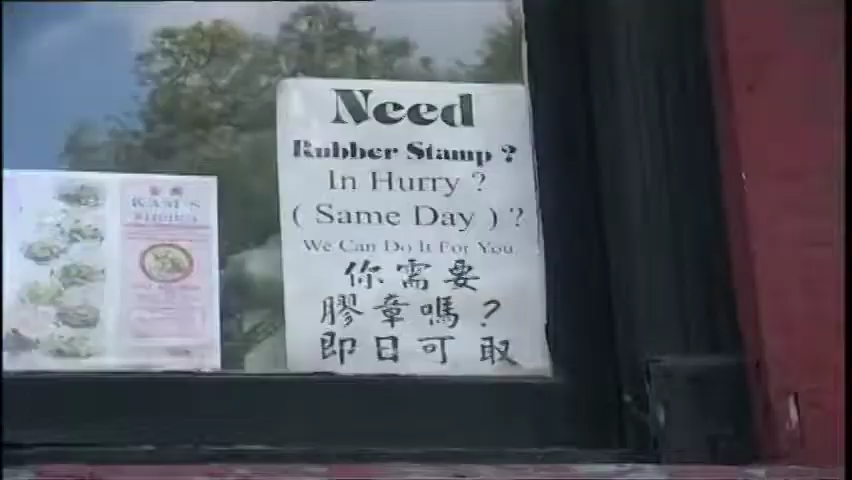 Need
Rubber Stamp ?
In Hurry ?
( Same Day ) ?
We Can Do It For You.
你需要
膠章嗎?
即日可取
KAM'S